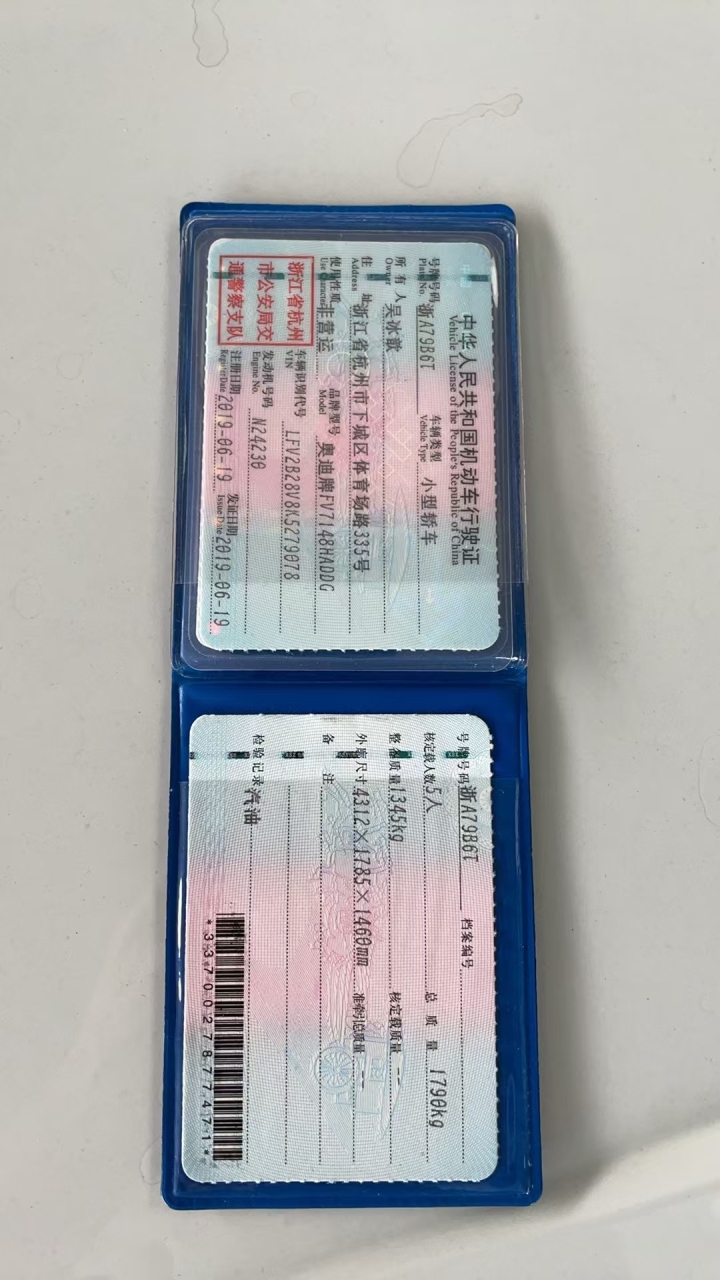 中华人民共和国机动车行驶证
Vehicle License of the People's Republic of China
号牌号码 浙A79B6T 车辆类型 小型轿车
Plate No. Vehicle Type
所有人 吴冰歆
Owner
住址 浙江省杭州市下城区体育场路335号
Address
使用性质 非营运 品牌型号 奥迪牌FV7148HADDG
Use Character Model
浙江省杭州
市公安局交
通警察支队
车辆识别代号 LFV2B28V8K5279078
VIN
发动机号码 N24230
Engine No.
注册日期 2019-06-19 发证日期 2019-06-19
Register Date Issue Date
号牌号码 浙A79B6T 档案编号
核定载人数 5人 总质量 1790kg
整备质量 1345kg 核定载质量 --
外廓尺寸 4312×1785×1460mm 准牵引总质量 --
备注
检验记录 汽油
*3370027877471*